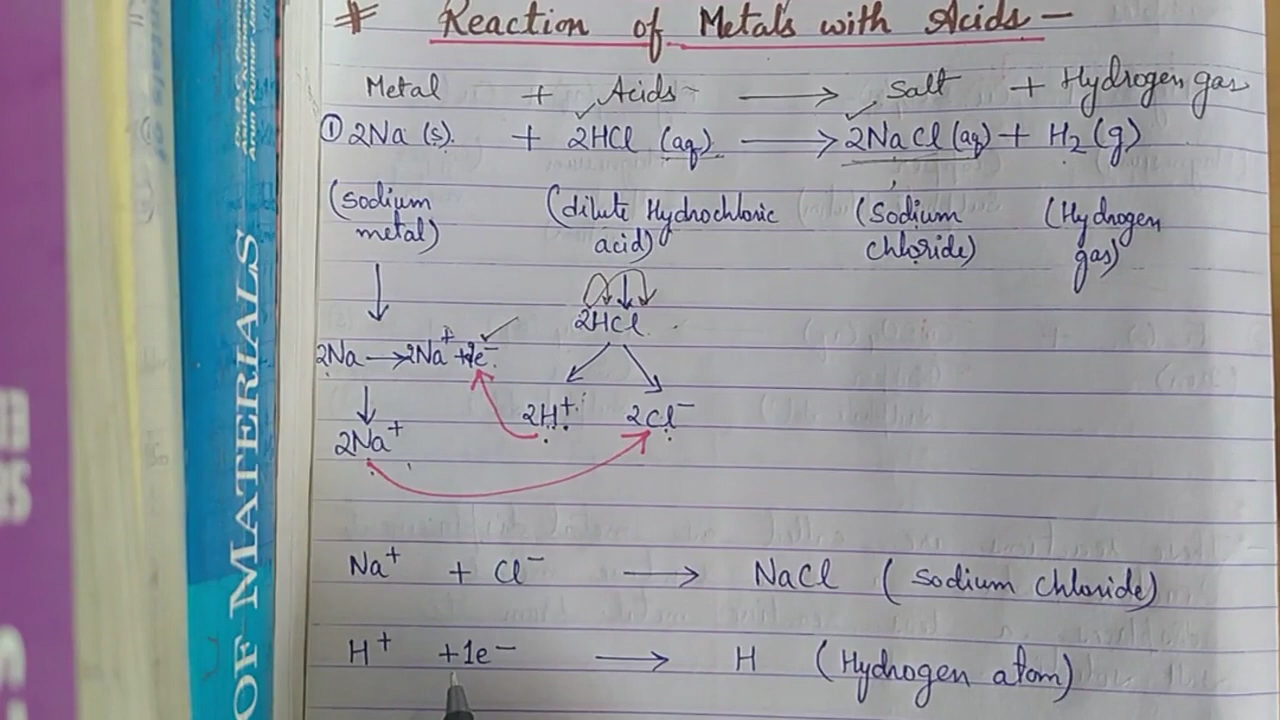 * Reaction of Metals with Acids -
Metal + Acids → Salt + Hydrogen gas
① 2Na (s). + 2HCl (aq). → 2NaCl (aq) + H₂ (g)
(sodium metal) (dilute Hydrochloric acid) (Sodium chloride) (Hydrogen gas)
2HCl
2Na → 2Na⁺ + 2e⁻
2H⁺ 2Cl⁻
2Na⁺
Na⁺ + Cl⁻ → NaCl (Sodium chloride)
H⁺ + 1e⁻ → H (Hydrogen atom)
OF MATERIALS